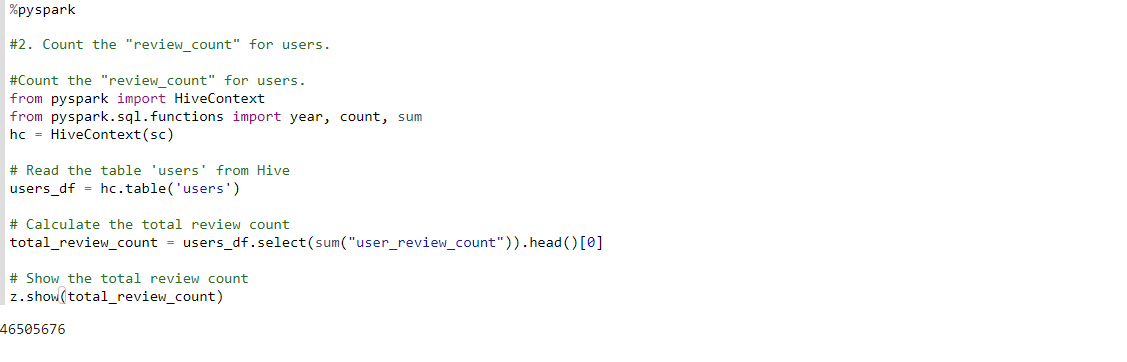 %pyspark
#2. Count the "review_count" for users.
#Count the "review_count" for users.
from pyspark import HiveContext
from pyspark.sql.functions import year, count, sum
hc = HiveContext(sc)
# Read the table 'users' from Hive
users_df = hc.table('users')
# Calculate the total review count
total_review_count = users_df.select(sum("user_review_count")).head()[0]
# Show the total review count
z.show(total_review_count)
46505676